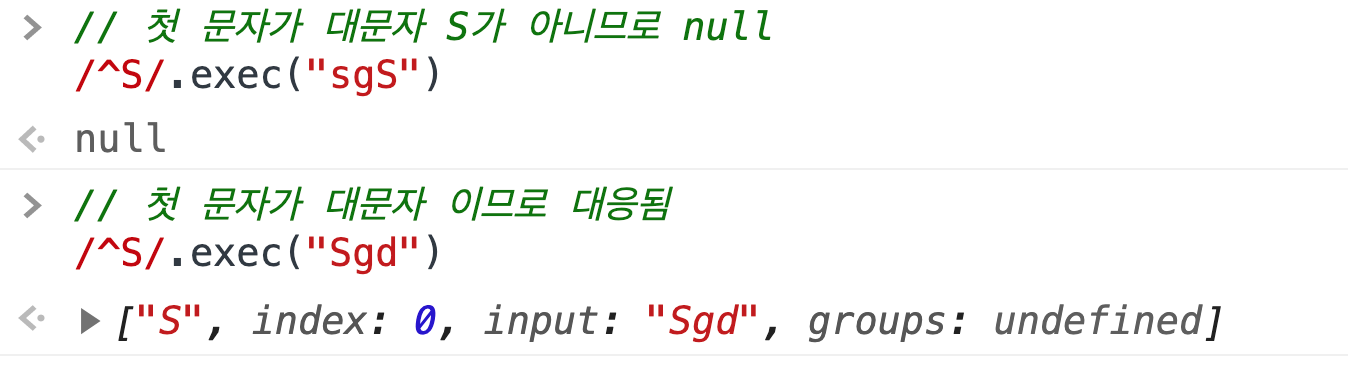 // 첫 문자가 대문자 S가 아니므로 null
/^S/.exec("sgS")
null
// 첫 문자가 대문자 이므로 대응됨
/^S/.exec("Sgd")
["S", index: 0, input: "Sgd", groups: undefined]